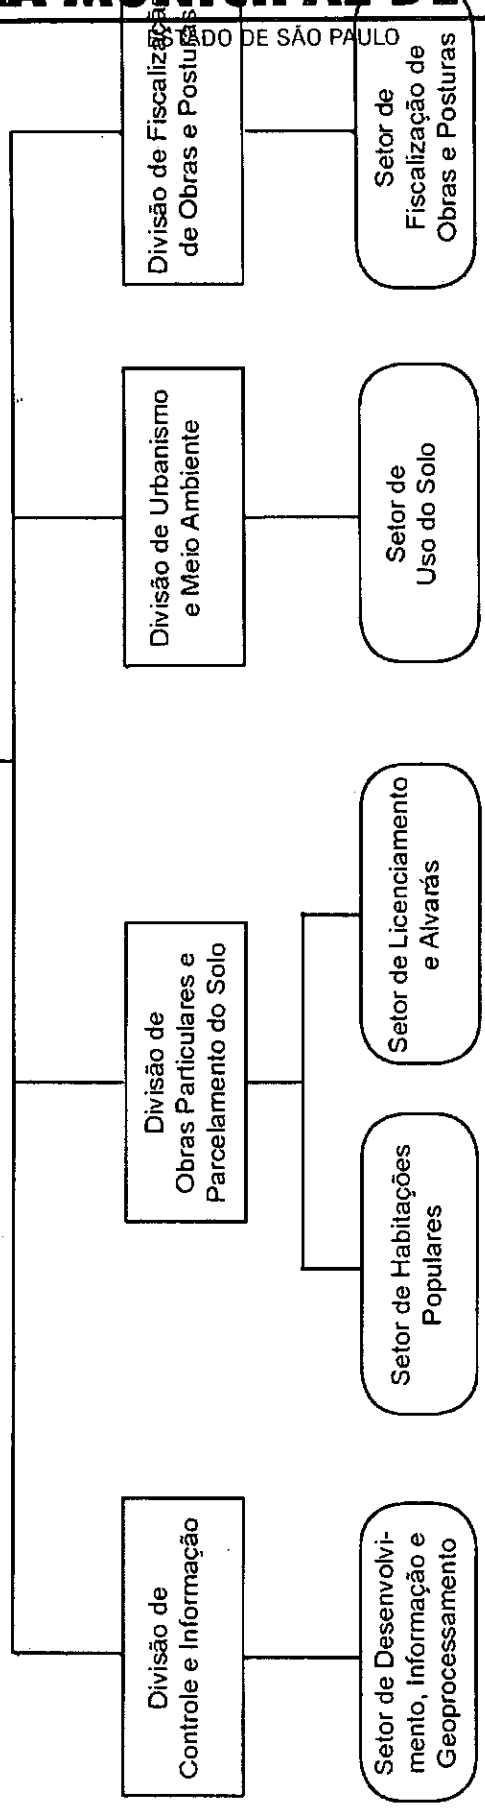 ESTADO DE SÃO PAULO
Divisão de
Controle e Informação
Setor de Desenvolvi-
mento, Informação e
Geoprocessamento
Divisão de
Obras Particulares e
Parcelamento do Solo
Setor de Habitações
Populares
Setor de Licenciamento
e Alvarás
Divisão de Urbanismo
e Meio Ambiente
Setor de
Uso do Solo
Divisão de Fiscalização
de Obras e Posturas
Setor de
Fiscalização de
Obras e Posturas